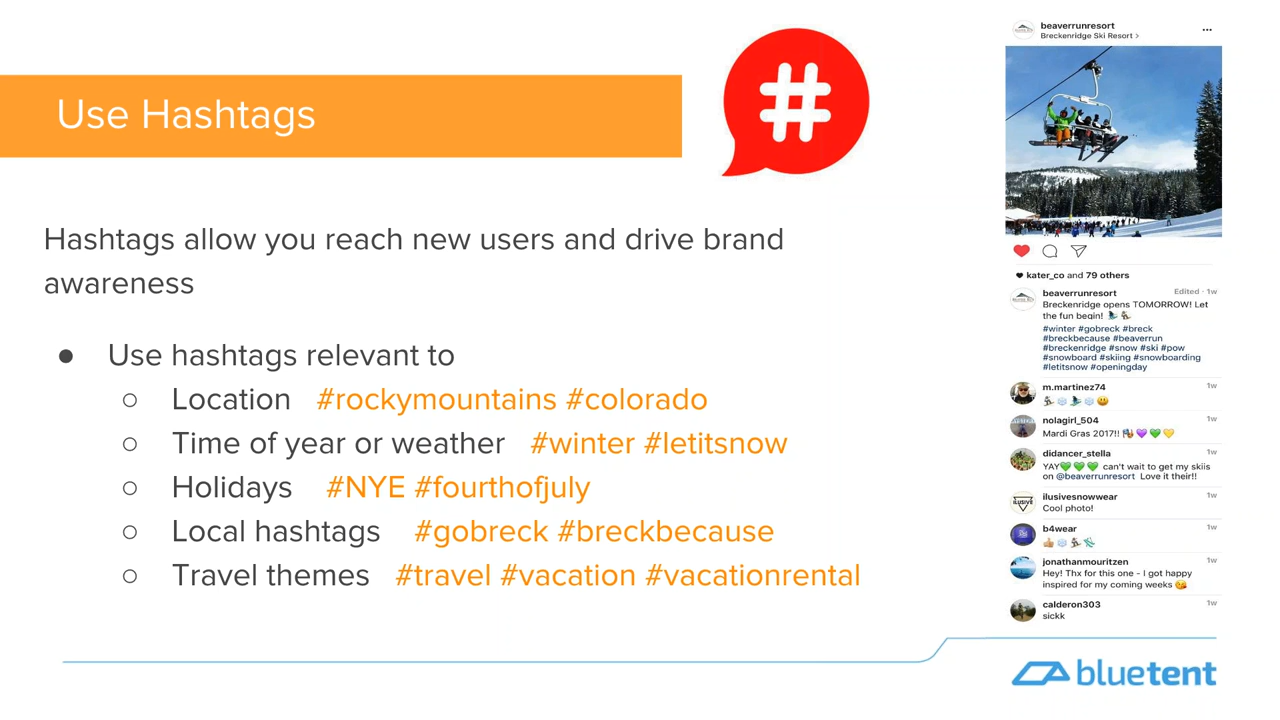 Use Hashtags
#
Hashtags allow you reach new users and drive brand
awareness
● Use hashtags relevant to
○ Location #rockymountains #colorado
○ Time of year or weather #winter #letitsnow
○ Holidays #NYE #fourthofjuly
○ Local hashtags #gobreck #breckbecause
○ Travel themes #travel #vacation #vacationrental
beaverrunresort
Breckenridge Ski Resort >
kater_co and 79 others
beaverrunresort Edited · 1w
Breckenridge opens TOMORROW! Let
the fun begin!
#winter #gobreck #breck
#breckbecause #beaverrun
#breckenridge #snow #ski #pow
#snowboard #skiing #snowboarding
#letitsnow #openingday
m.martinez74 1w
nolagirl_504 1w
Mardi Gras 2017!!
didancer_stella 1w
YAY💚💚💚 can't wait to get my skiis
on @beaverrunresort Love it their!!
ilusivesnowwear 1w
Cool photo!
b4wear 1w
jonathanmouritzen 1w
Hey! Thx for this one - I got happy
inspired for my coming weeks 😘
calderon303 1w
sickk
bluetent